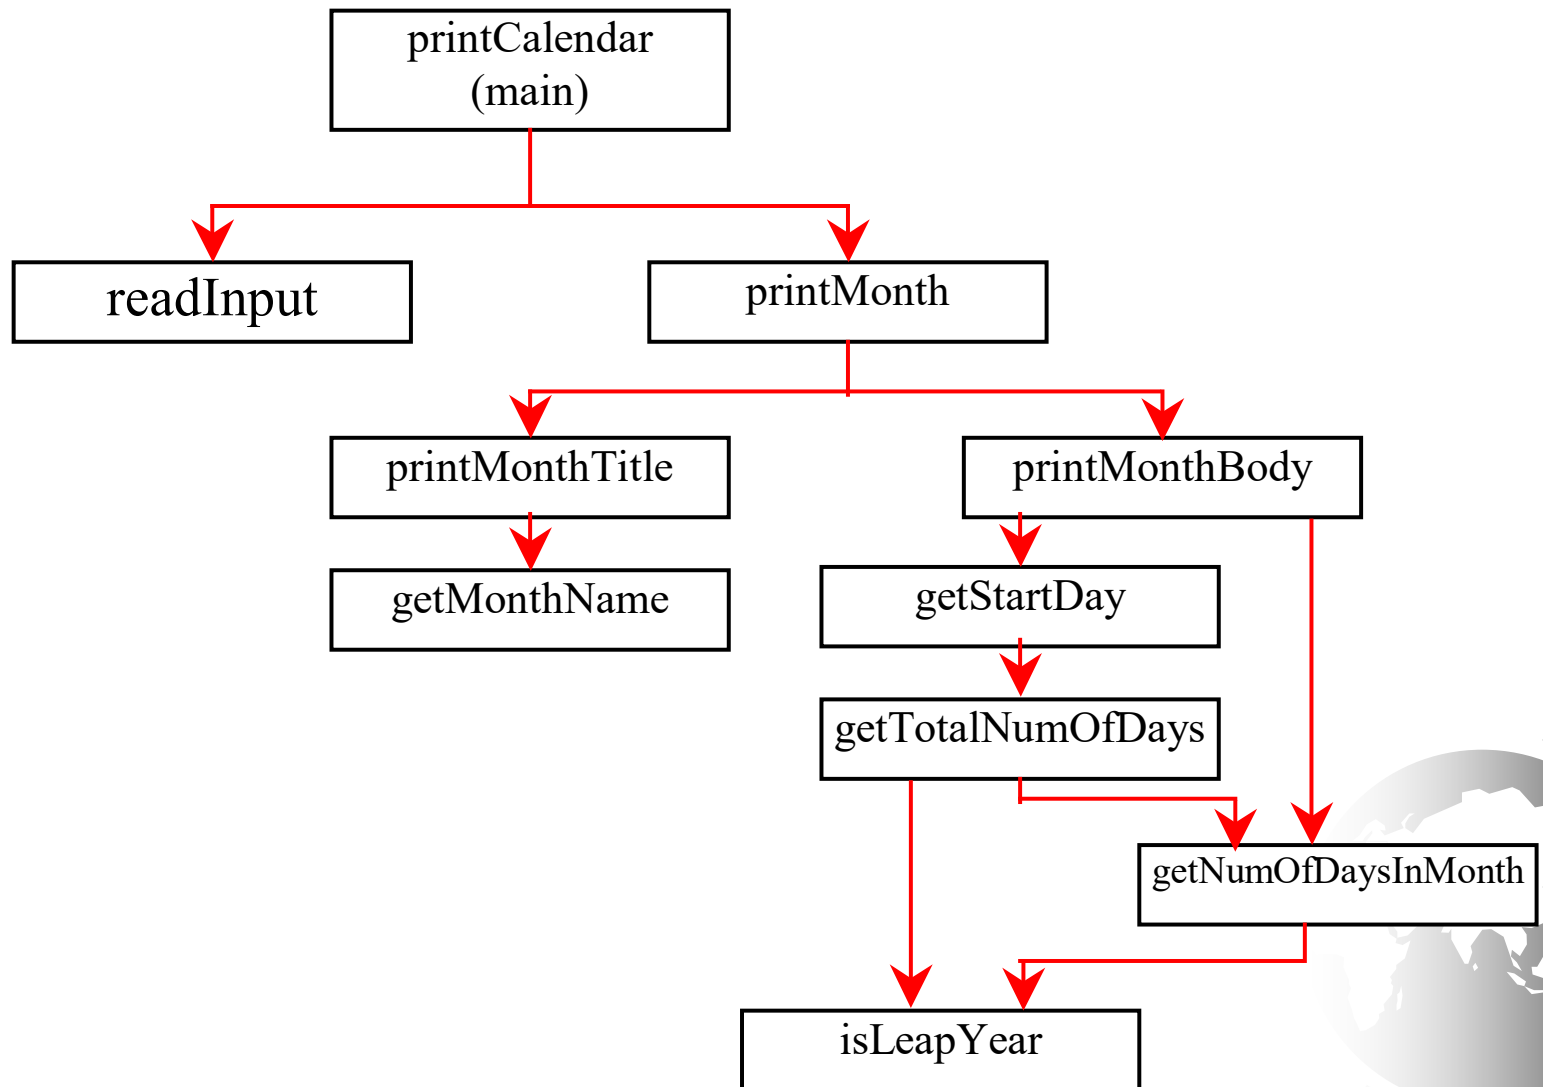 printCalendar
(main)
readInput
printMonth
printMonthTitle
printMonthBody
getMonthName
getStartDay
getTotalNumOfDays
getNumOfDaysInMonth
isLeapYear